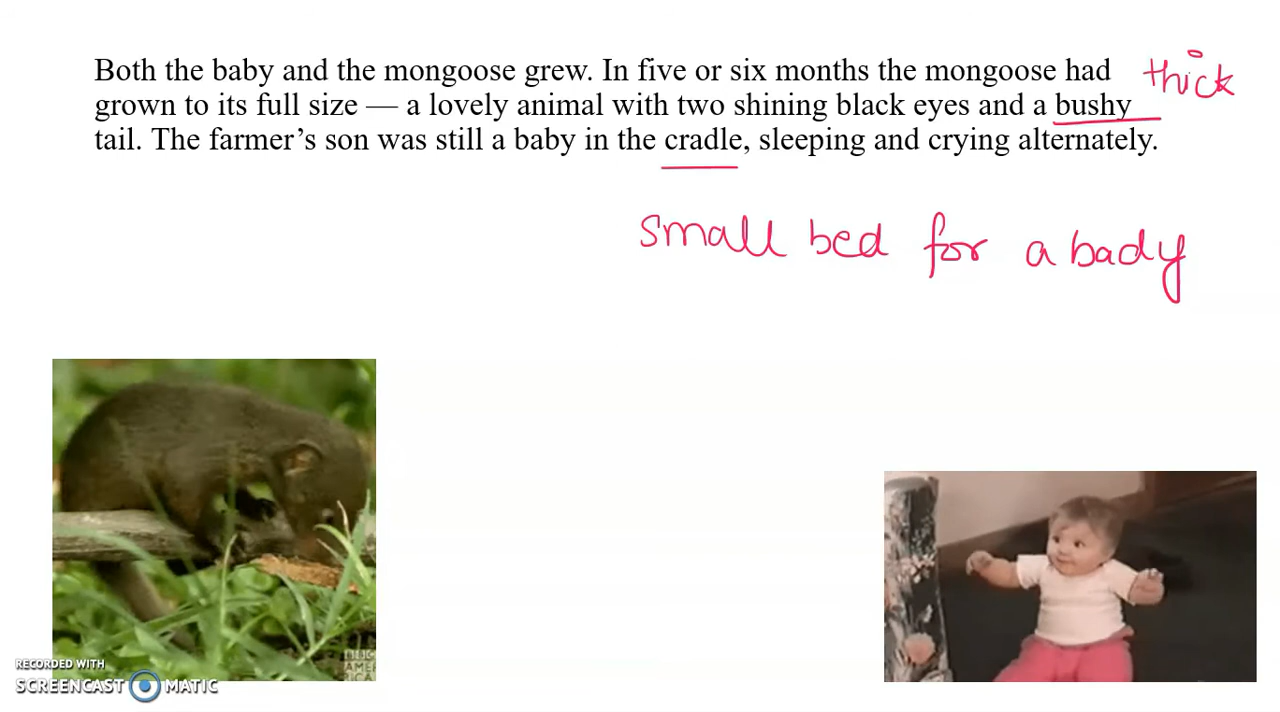 Both the baby and the mongoose grew. In five or six months the mongoose had
thick
grown to its full size — a lovely animal with two shining black eyes and a bushy
tail. The farmer’s son was still a baby in the cradle, sleeping and crying alternately.
small bed for a bady
RECORDED WITH
SCREENCAST MATIC